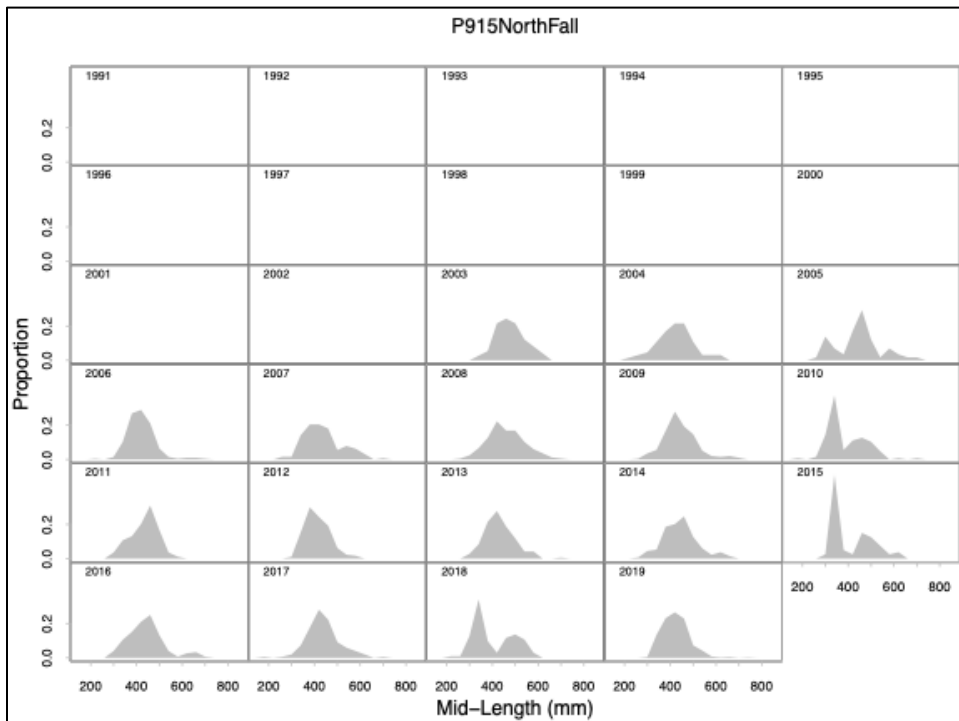 P915NorthFall
1991 1992 1993 1994 1995
0.0 0.2
1996 1997 1998 1999 2000
0.0 0.2
2001 2002 2003 2004 2005
0.0 0.2
Proportion
2006 2007 2008 2009 2010
0.0 0.2
2011 2012 2013 2014 2015
0.0 0.2
200 400 600 800
2016 2017 2018 2019
0.0 0.2
200 400 600 800 200 400 600 800 200 400 600 800 200 400 600 800
Mid-Length (mm)